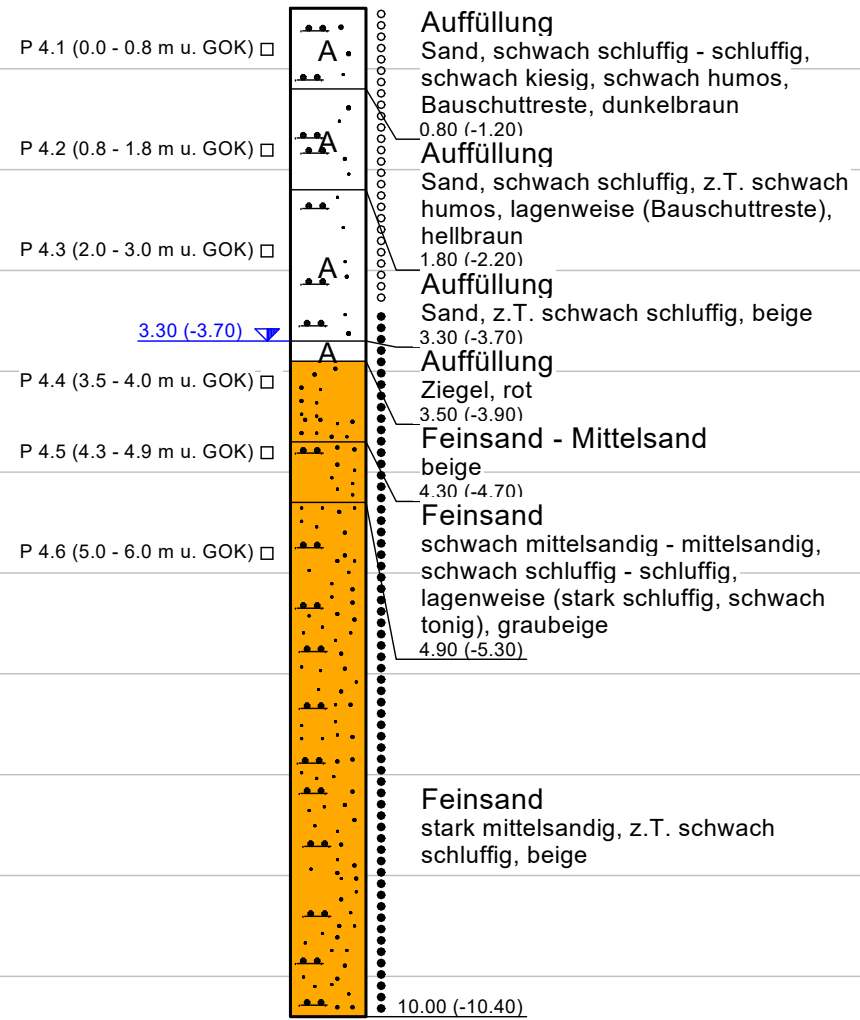 Auffüllung
P 4.1 (0.0 - 0.8 m u. GOK)
A
Sand, schwach schluffig - schluffig,
schwach kiesig, schwach humos,
Bauschuttreste, dunkelbraun
0.80 (-1.20)
P 4.2 (0.8 - 1.8 m u. GOK)
A
Auffüllung
Sand, schwach schluffig, z.T. schwach
humos, lagenweise (Bauschuttreste),
hellbraun
1.80 (-2.20)
P 4.3 (2.0 - 3.0 m u. GOK)
A
Auffüllung
Sand, z.T. schwach schluffig, beige
3.30 (-3.70)
3.30 (-3.70)
A
Auffüllung
Ziegel, rot
3.50 (-3.90)
P 4.4 (3.5 - 4.0 m u. GOK)
Feinsand - Mittelsand
beige
4.30 (-4.70)
P 4.5 (4.3 - 4.9 m u. GOK)
Feinsand
schwach mittelsandig - mittelsandig,
schwach schluffig - schluffig,
lagenweise (stark schluffig, schwach
tonig), graubeige
4.90 (-5.30)
P 4.6 (5.0 - 6.0 m u. GOK)
Feinsand
stark mittelsandig, z.T. schwach
schluffig, beige
10.00 (-10.40)